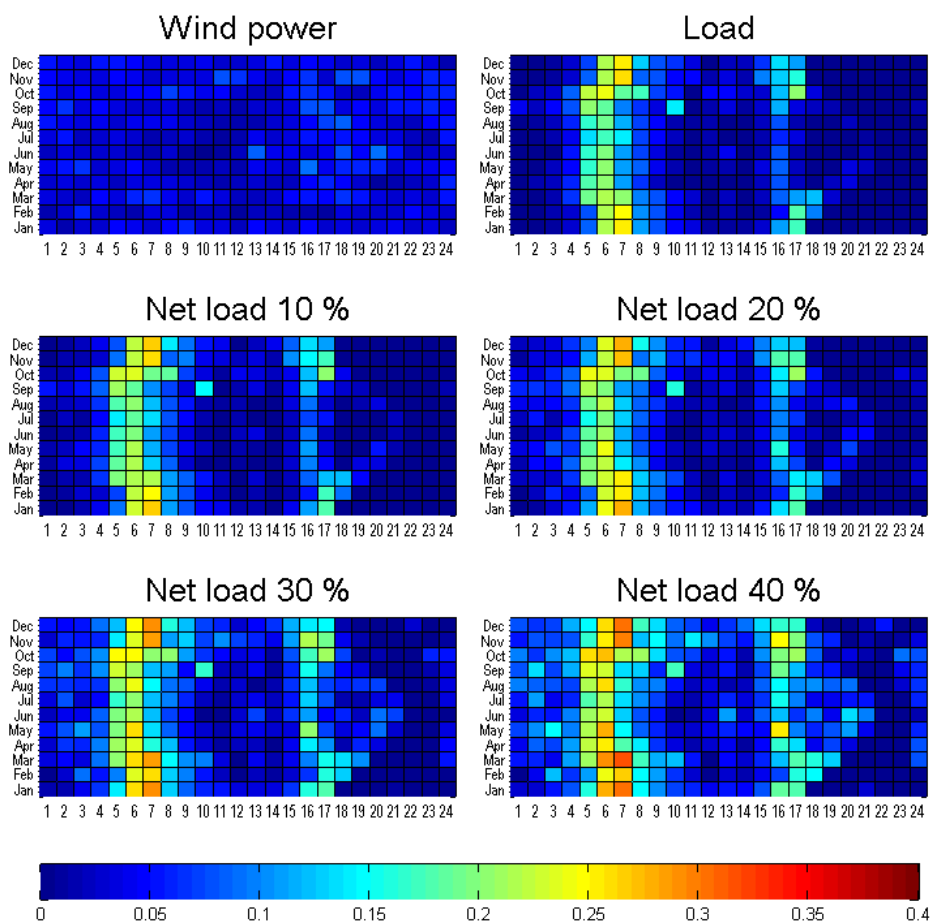 Wind power Load
Dec Dec
Nov Nov
Oct Oct
Sep Sep
Aug Aug
Jul Jul
Jun Jun
May May
Apr Apr
Mar Mar
Feb Feb
Jan Jan
1 2 3 4 5 6 7 8 9 10 11 12 13 14 15 16 17 18 19 20 21 22 23 24 1 2 3 4 5 6 7 8 9 10 11 12 13 14 15 16 17 18 19 20 21 22 23 24
Net load 10 % Net load 20 %
Dec Dec
Nov Nov
Oct Oct
Sep Sep
Aug Aug
Jul Jul
Jun Jun
May May
Apr Apr
Mar Mar
Feb Feb
Jan Jan
1 2 3 4 5 6 7 8 9 10 11 12 13 14 15 16 17 18 19 20 21 22 23 24 1 2 3 4 5 6 7 8 9 10 11 12 13 14 15 16 17 18 19 20 21 22 23 24
Net load 30 % Net load 40 %
Dec Dec
Nov Nov
Oct Oct
Sep Sep
Aug Aug
Jul Jul
Jun Jun
May May
Apr Apr
Mar Mar
Feb Feb
Jan Jan
1 2 3 4 5 6 7 8 9 10 11 12 13 14 15 16 17 18 19 20 21 22 23 24 1 2 3 4 5 6 7 8 9 10 11 12 13 14 15 16 17 18 19 20 21 22 23 24
0 0.05 0.1 0.15 0.2 0.25 0.3 0.35 0.4